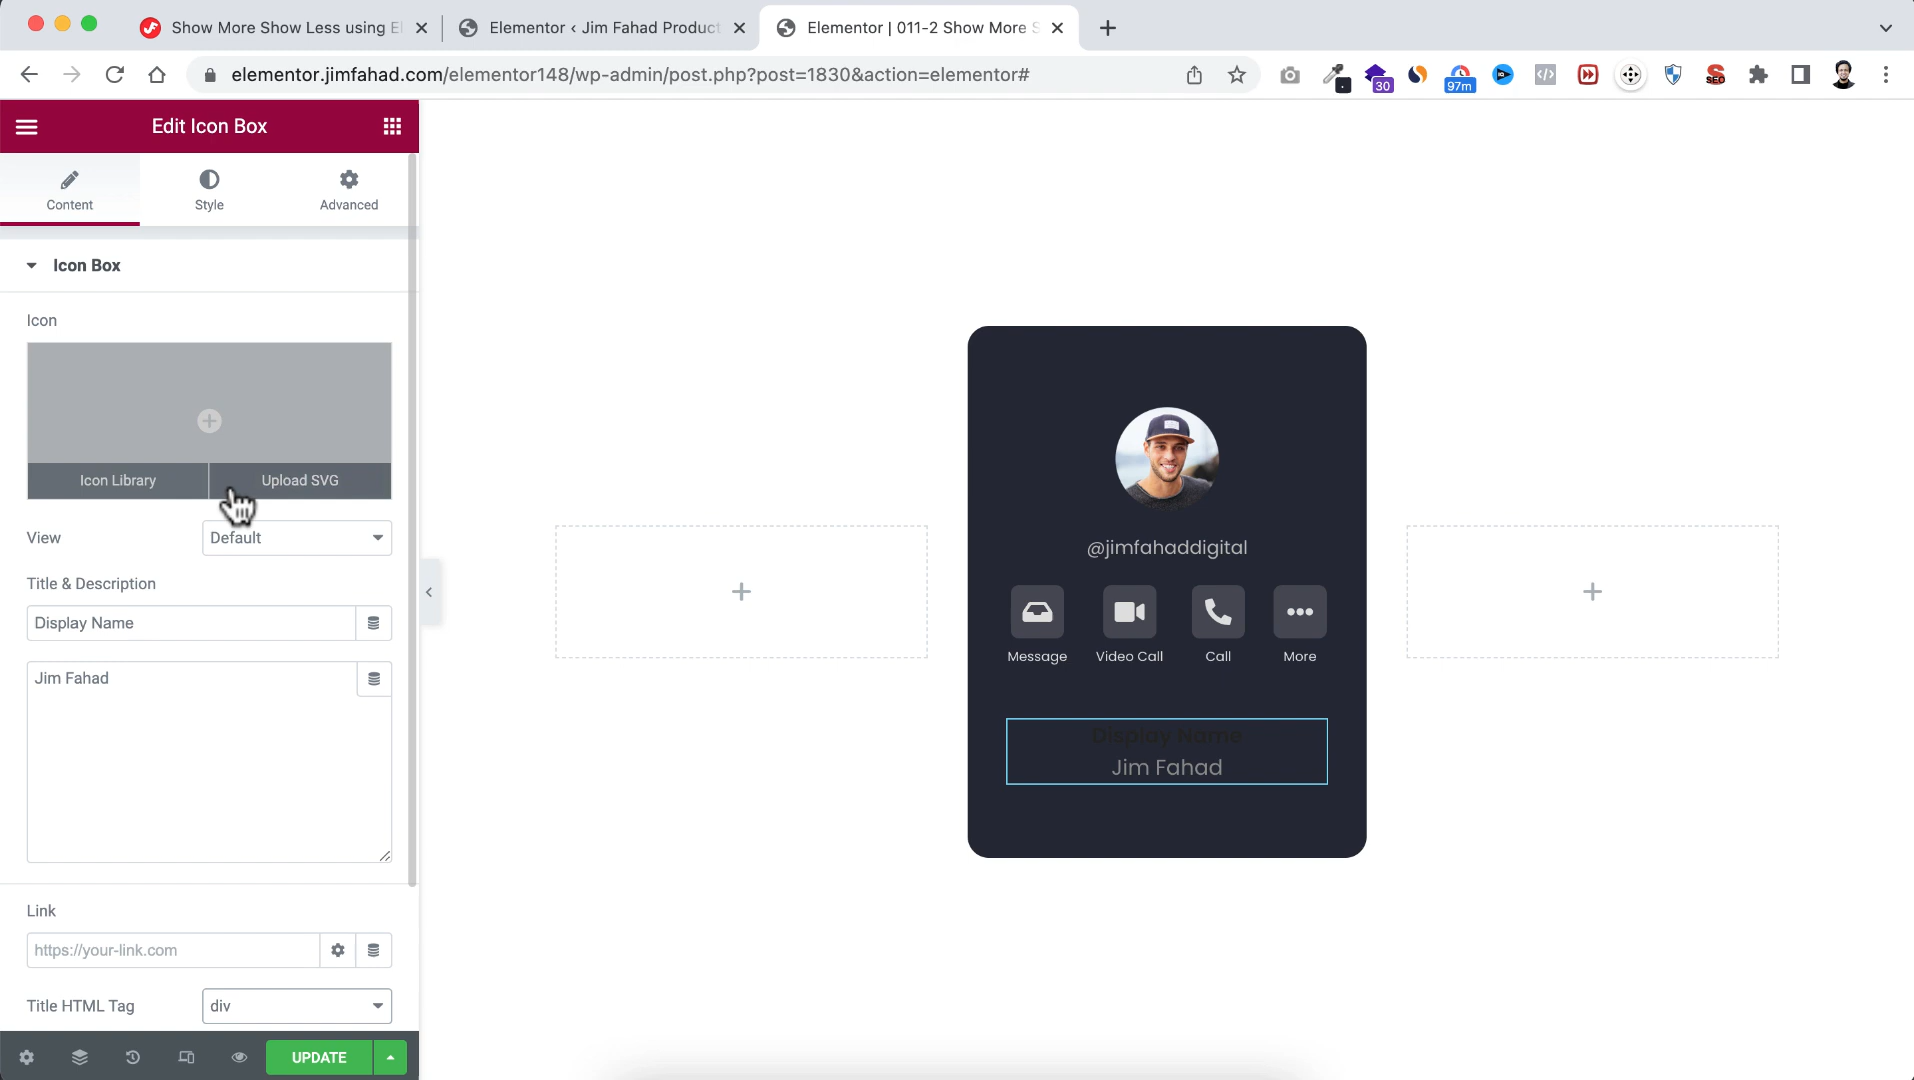 Show More Show Less using El
Elementor ‹ Jim Fahad Product
Elementor | 011-2 Show More S
elementor.jimfahad.com/elementor148/wp-admin/post.php?post=1830&action=elementor#
30
97m
SEO
Edit Icon Box
Content
Style
Advanced
Icon Box
Icon
Icon Library
Upload SVG
View
Default
Title & Description
Display Name
Jim Fahad
Link
https://your-link.com
Title HTML Tag
div
UPDATE
@jimfahaddigital
Message
Video Call
Call
More
Display Name
Jim Fahad